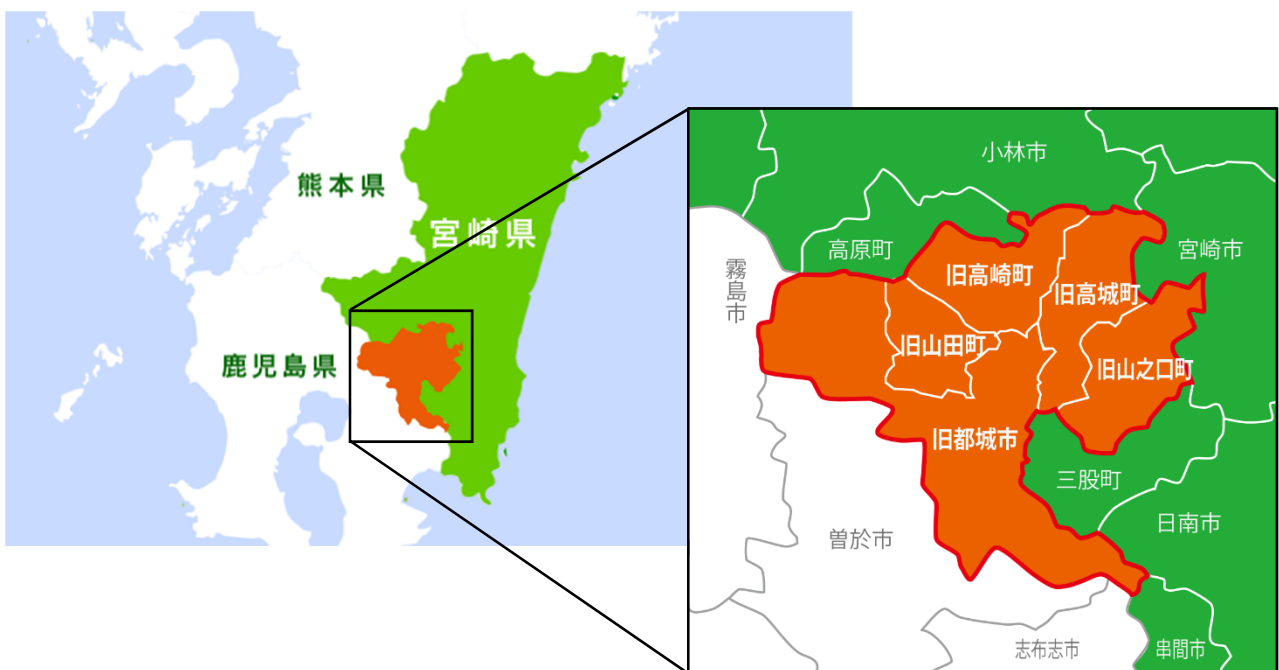 熊本県
宮崎県
鹿児島県
小林市
高原町
宮崎市
霧島市
旧高崎町
旧高城町
旧山田町
旧山之口町
旧都城市
三股町
日南市
曽於市
志布志市
串間市